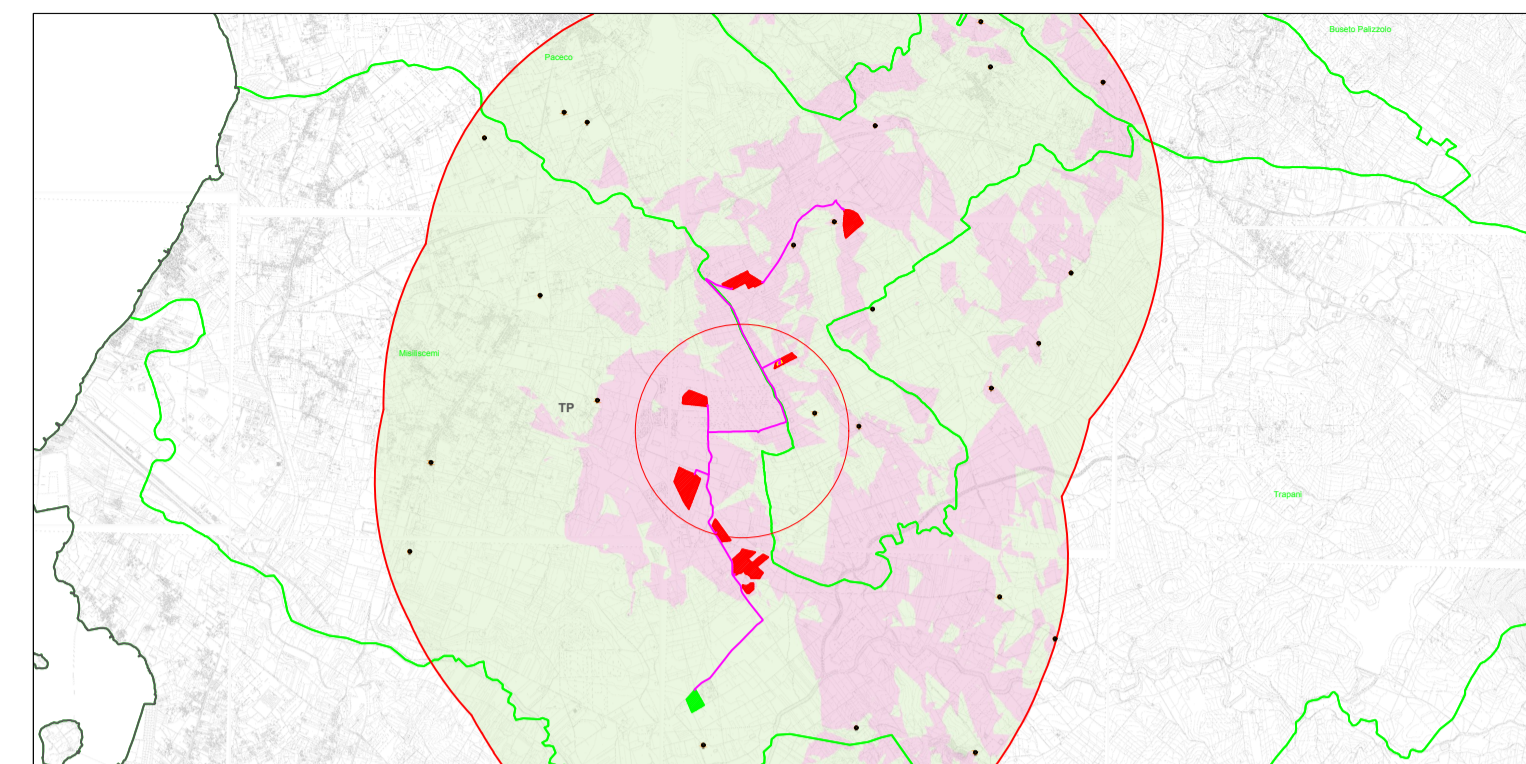 Buseto Palizzolo
Paceco
Misiliscemi
TP
Trapani